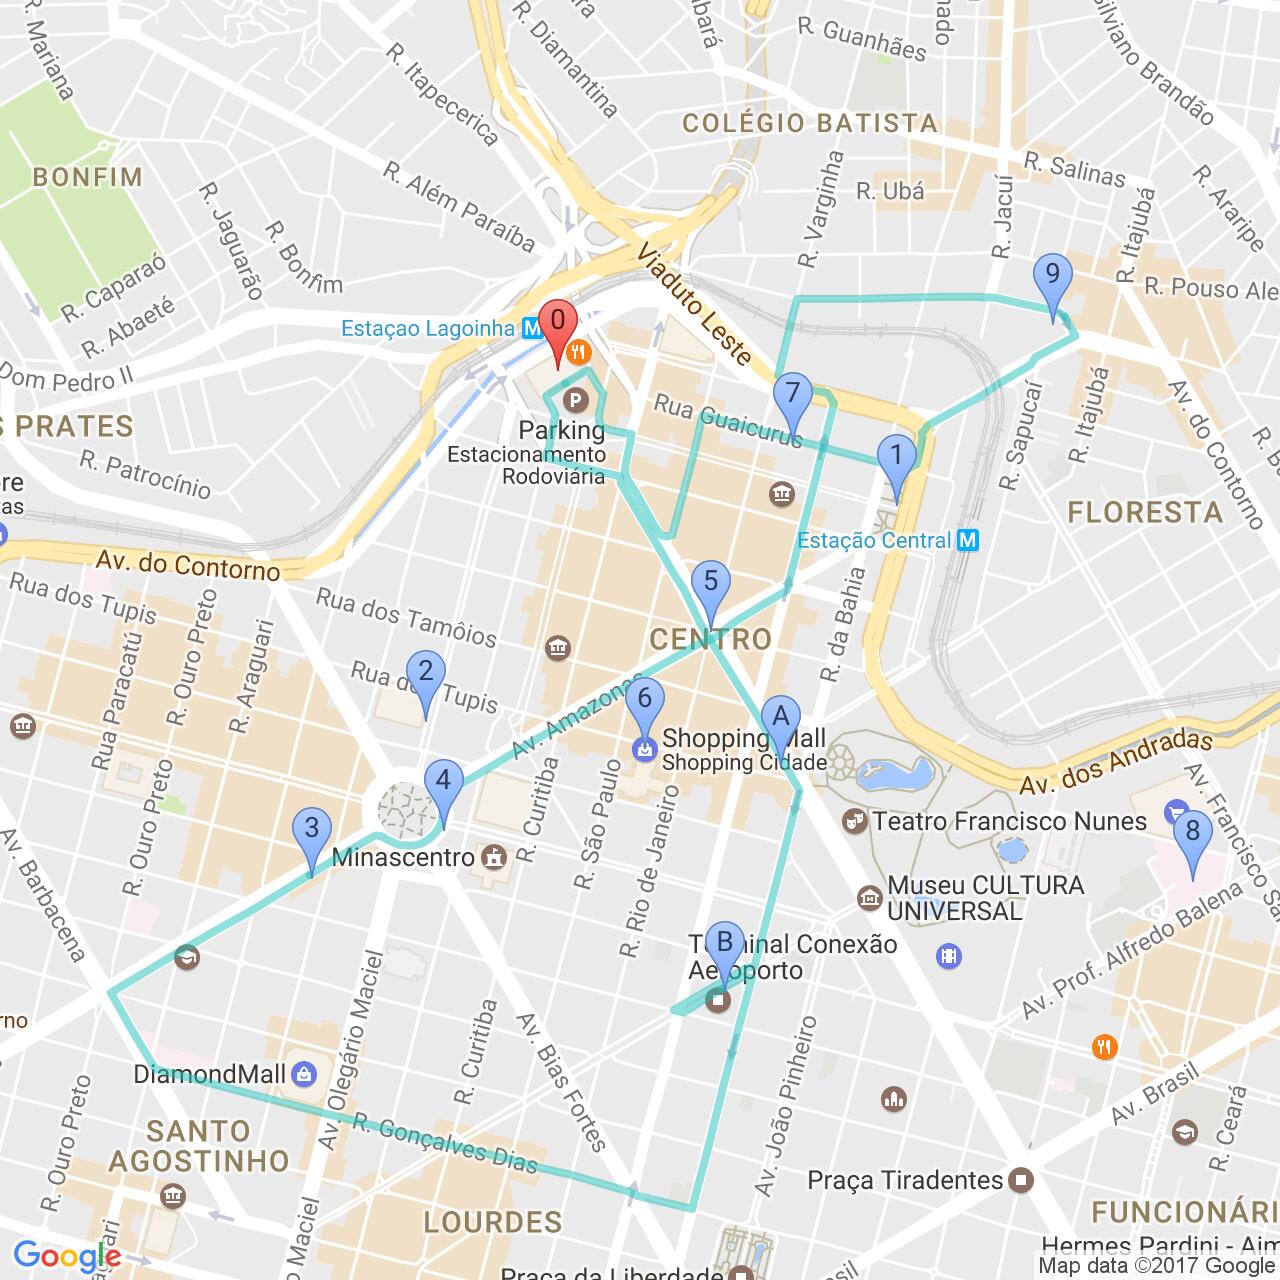 R. Mariana
R. Diamantina
R. Guanhães
Silviano Brandão
R. Itapecerica
COLÉGIO BATISTA
R. Salinas
BONFIM
R. Além Paraíba
R. Varginha
R. Ubá
R. Jacuí
R. Araripe
R. Itajubá
R. Jaguarão
R. Bonfim
R. Caparaó
R. Abaeté
Viaduto Leste
9
R. Pouso Ale
Estaçao Lagoinha M
0
Dom Pedro II
7
P
Rua Guaicurus
Parking
Estacionamento
Rodoviária
S PRATES
R. Patrocínio
R. Sapucaí
R. Itajubá
Av. do Contorno
1
FLORESTA
Estação Central M
Av. do Contorno
Rua dos Tupis
Rua dos Tamôios
5
CENTRO
R. da Bahia
R. Ouro Preto
R. Araguari
Rua Paracatú
2
Rua dos Tupis
6
Av. Amazonas
A
Shopping Mall
Shopping Cidade
Av. dos Andradas
4
R. Curitiba
R. São Paulo
R. Rio de Janeiro
R. Ouro Preto
3
Minascentro
Teatro Francisco Nunes
8
Av. Francisco Sa
Av. Barbacena
Museu CULTURA
UNIVERSAL
B
Terminal Conexão
Aeroporto
Av. Prof. Alfredo Balena
rno
Av. Olegário Maciel
R. Curitiba
Av. Bias Fortes
Av. João Pinheiro
DiamondMall
R. Ouro Preto
R. Gonçalves Dias
Av. Brasil
R. Ceará
SANTO
AGOSTINHO
Praça Tiradentes
LOURDES
FUNCIONÁRI
Google
Praça da Liberdade
Hermes Pardini - Aim
Map data ©2017 Google